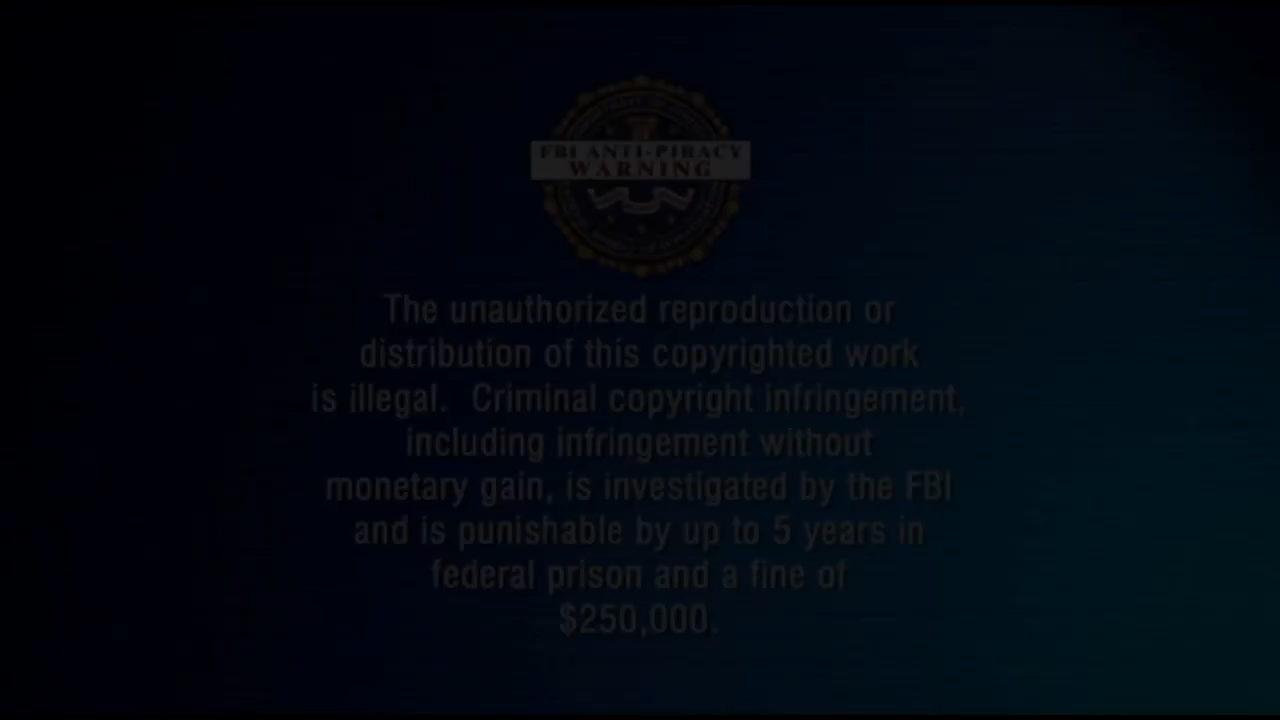 FBI ANTI-PIRACY
WARNING
The unauthorized reproduction or
distribution of this copyrighted work
is illegal.  Criminal copyright infringement,
including infringement without
monetary gain, is investigated by the FBI
and is punishable by up to 5 years in
federal prison and a fine of
$250,000.